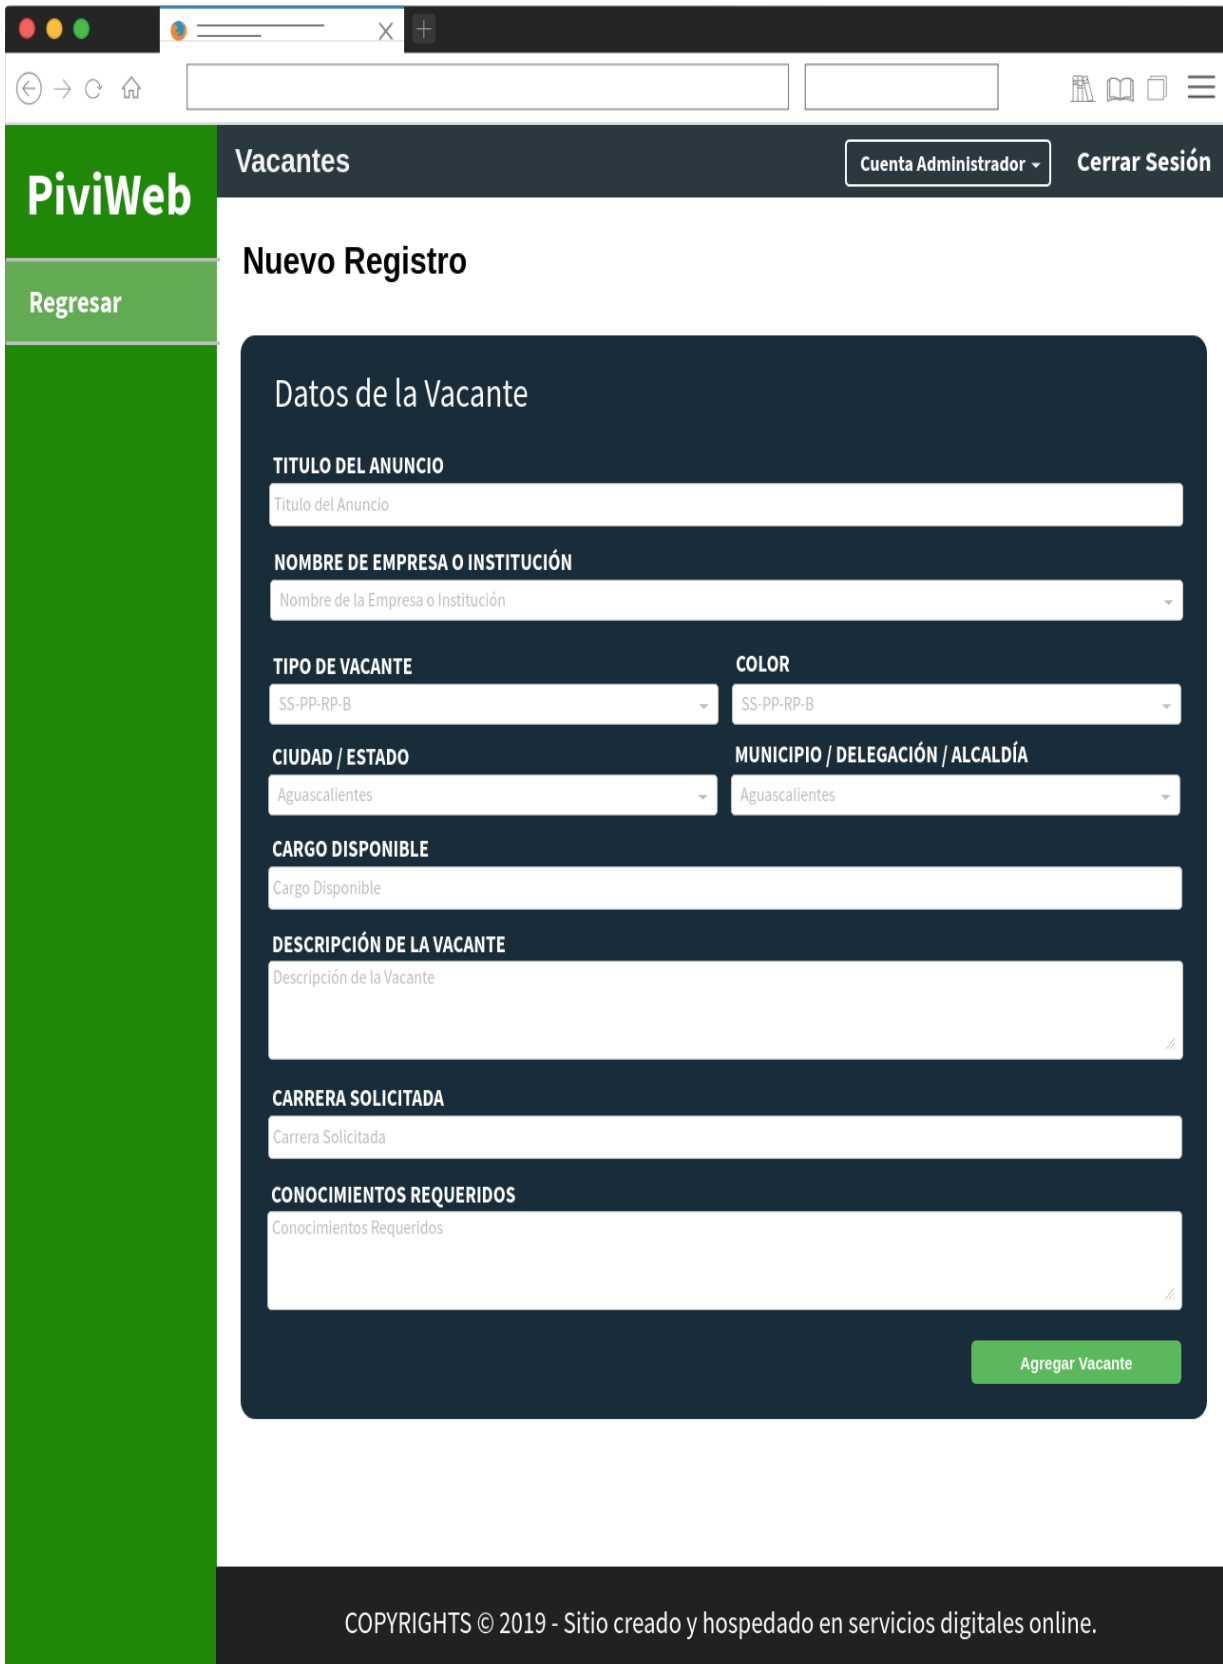 PiviWeb
Regresar
Vacantes
Cuenta Administrador
Cerrar Sesión
Nuevo Registro
Datos de la Vacante
TITULO DEL ANUNCIO
Titulo del Anuncio
NOMBRE DE EMPRESA O INSTITUCIÓN
Nombre de la Empresa o Institución
TIPO DE VACANTE
COLOR
SS-PP-RP-B
SS-PP-RP-B
CIUDAD / ESTADO
MUNICIPIO / DELEGACIÓN / ALCALDÍA
Aguascalientes
Aguascalientes
CARGO DISPONIBLE
Cargo Disponible
DESCRIPCIÓN DE LA VACANTE
Descripción de la Vacante
CARRERA SOLICITADA
Carrera Solicitada
CONOCIMIENTOS REQUERIDOS
Conocimientos Requeridos
Agregar Vacante
COPYRIGHTS © 2019 - Sitio creado y hospedado en servicios digitales online.